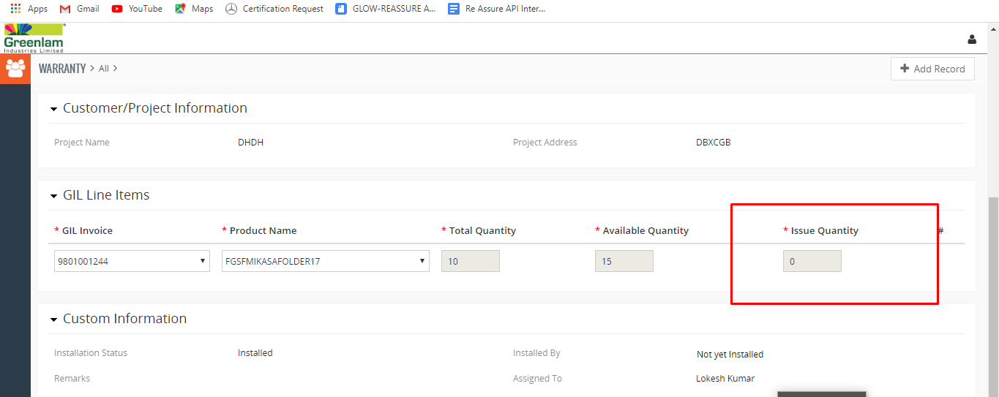 Apps Gmail YouTube Maps Certification Request GLOW-REASSURE A... Re Assure API Inter...
Greenlam
Industries Limited
WARRANTY > All > + Add Record
Customer/Project Information
Project Name DHDH Project Address DBXCGB
GIL Line Items
* GIL Invoice * Product Name * Total Quantity * Available Quantity * Issue Quantity #
9801001244 FGSFMIKASAFOLDER17 10 15 0
Custom Information
Installation Status Installed Installed By Not yet Installed
Remarks Assigned To Lokesh Kumar